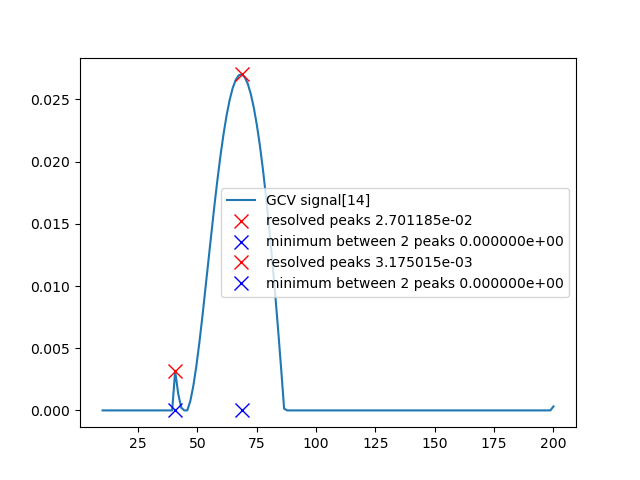 0.025
0.020
0.015
0.010
0.005
0.000
GCV signal[14]
resolved peaks 2.701185e-02
minimum between 2 peaks 0.000000e+00
resolved peaks 3.175015e-03
minimum between 2 peaks 0.000000e+00
25 50 75 100 125 150 175 200